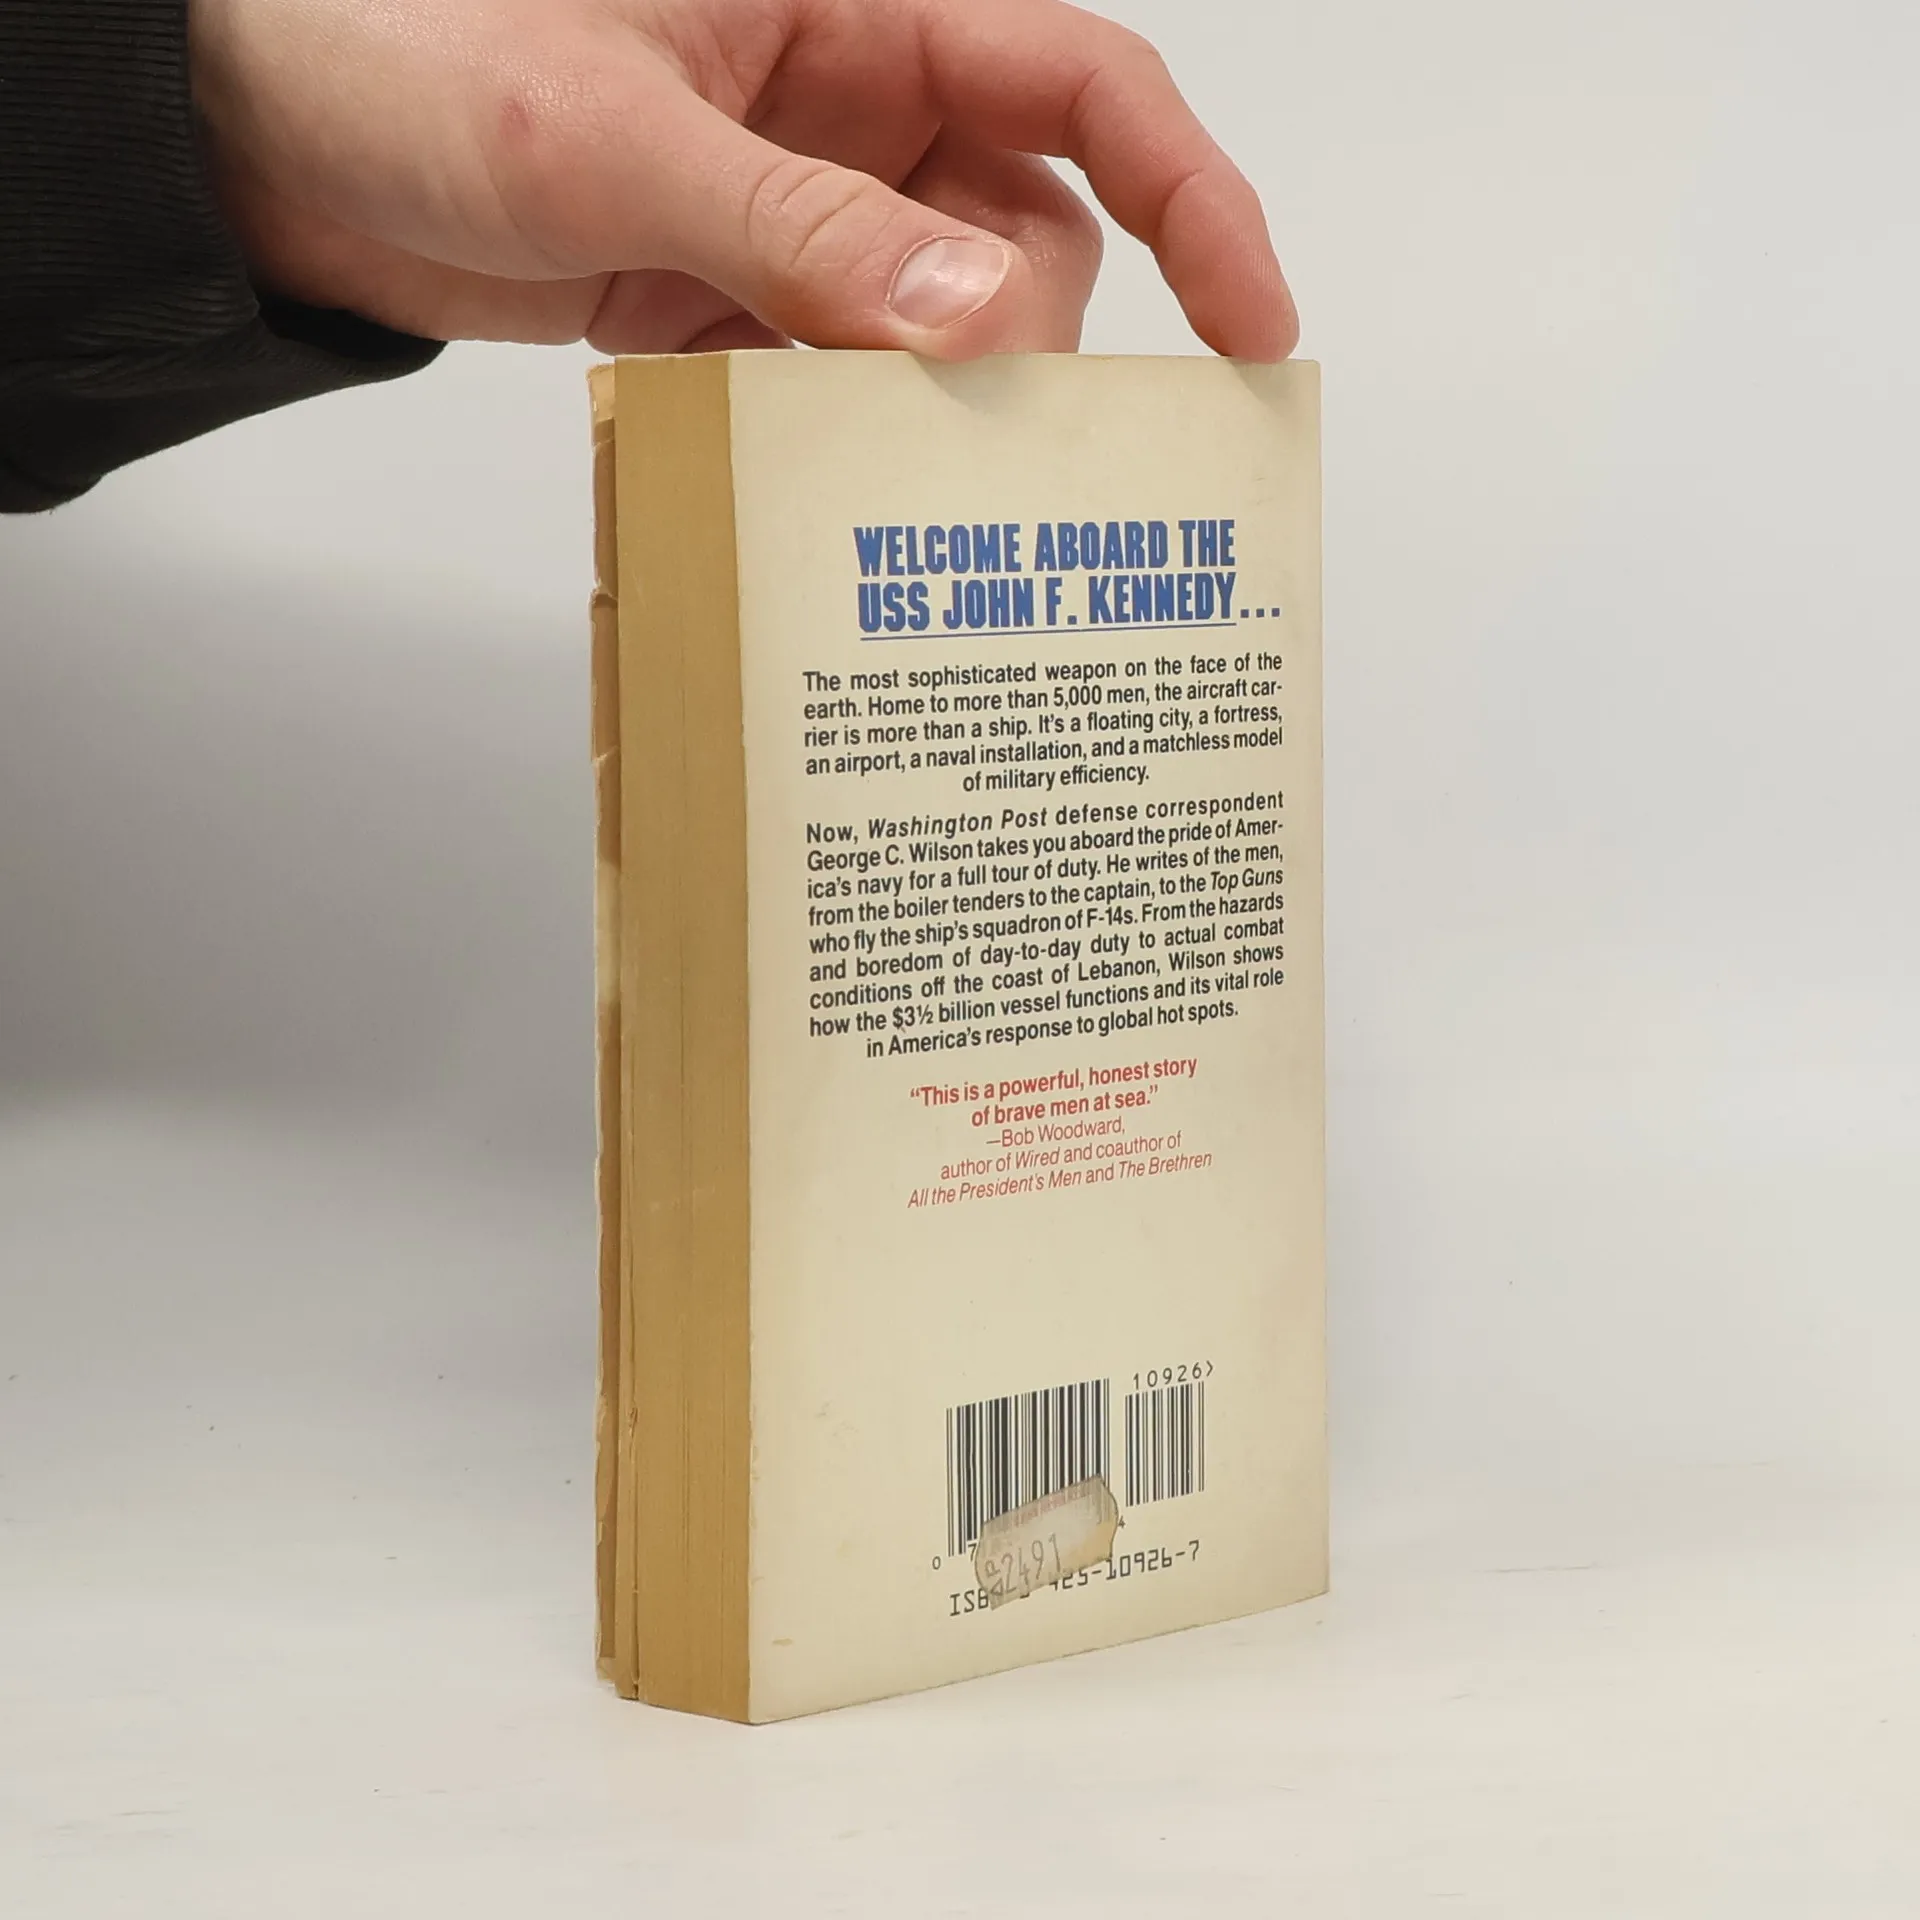 WELCOME ABOARD THE
USS JOHN F. KENNEDY...
The most sophisticated weapon on the face of the
earth. Home to more than 5,000 men, the aircraft car-
rier is more than a ship. It's a floating city, a fortress,
an airport, a naval installation, and a matchless model
of military efficiency.
Now, Washington Post defense correspondent
George C. Wilson takes you aboard the pride of Amer-
ica's navy for a full tour of duty. He writes of the men,
from the boiler tenders to the captain, to the Top Guns
who fly the ship's squadron of F-14s. From the hazards
and boredom of day-to-day duty to actual combat
conditions off the coast of Lebanon, Wilson shows
how the $3½ billion vessel functions and its vital role
in America's response to global hot spots.
“This is a powerful, honest story
of brave men at sea.”
—Bob Woodward,
author of Wired and coauthor of
All the President's Men and The Brethren
10926>
0 7 4
2491
10926-7